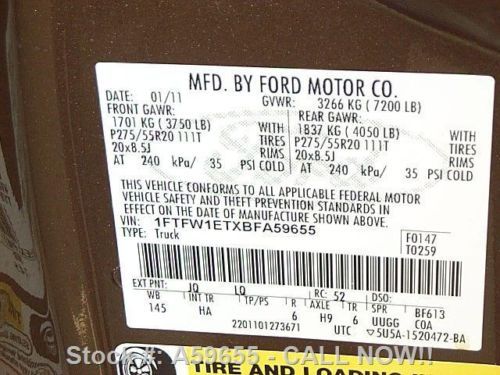 MFD. BY FORD MOTOR CO.
DATE: 01/11 GVWR: 3266 KG ( 7200 LB)
FRONT GAWR: REAR GAWR:
1701 KG ( 3750 LB) WITH 1837 KG ( 4050 LB) WITH
P275/55R20 111T TIRES P275/55R20 111T TIRES
20x8.5J RIMS 20x8.5J RIMS
AT 240 kPa/ 35 PSI COLD AT 240 kPa/ 35 PSI COLD
THIS VEHICLE CONFORMS TO ALL APPLICABLE FEDERAL MOTOR
VEHICLE SAFETY AND THEFT PREVENTION STANDARDS IN
EFFECT ON THE DATE OF MANUFACTURE SHOWN ABOVE.
VIN: 1FTFW1ETXBFA59655 F0147
TYPE: Truck T0259
EXT PNT: JQ LQ RC: 52 DSO:
WB INT TR TP/PS R AXLE TR SPR BF613
145 HA 6 H9 6 UUGG COA
2201101273671 UTC 5U5A-1520472-BA
Stock #: A59655 - CALL NOW!!
TIRE AND LOADING